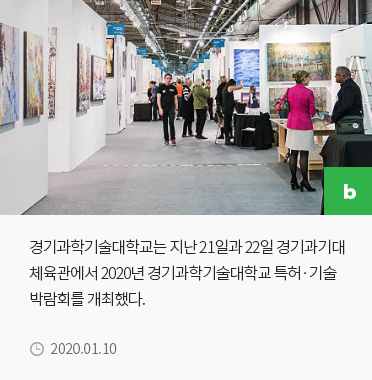 b
경기과학기술대학교는 지난 21일과 22일 경기과기대
체육관에서 2020년 경기과학기술대학교 특허·기술
박람회를 개최했다.
2020.01.10